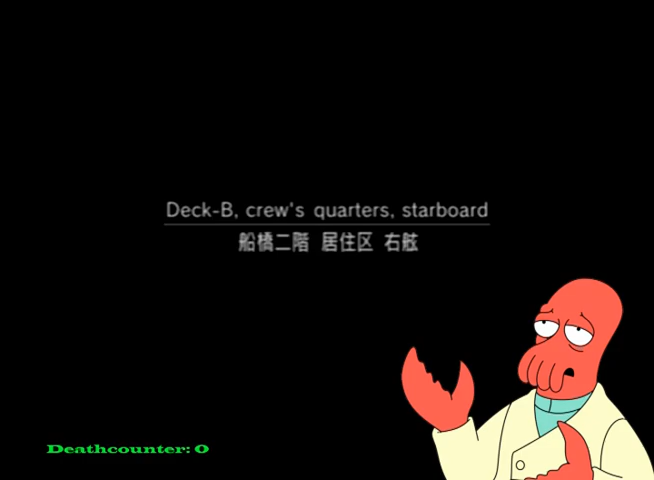 Deck-B, crew's quarters, starboard
船橋二階 居住区 右舷
Deathcounter: 0